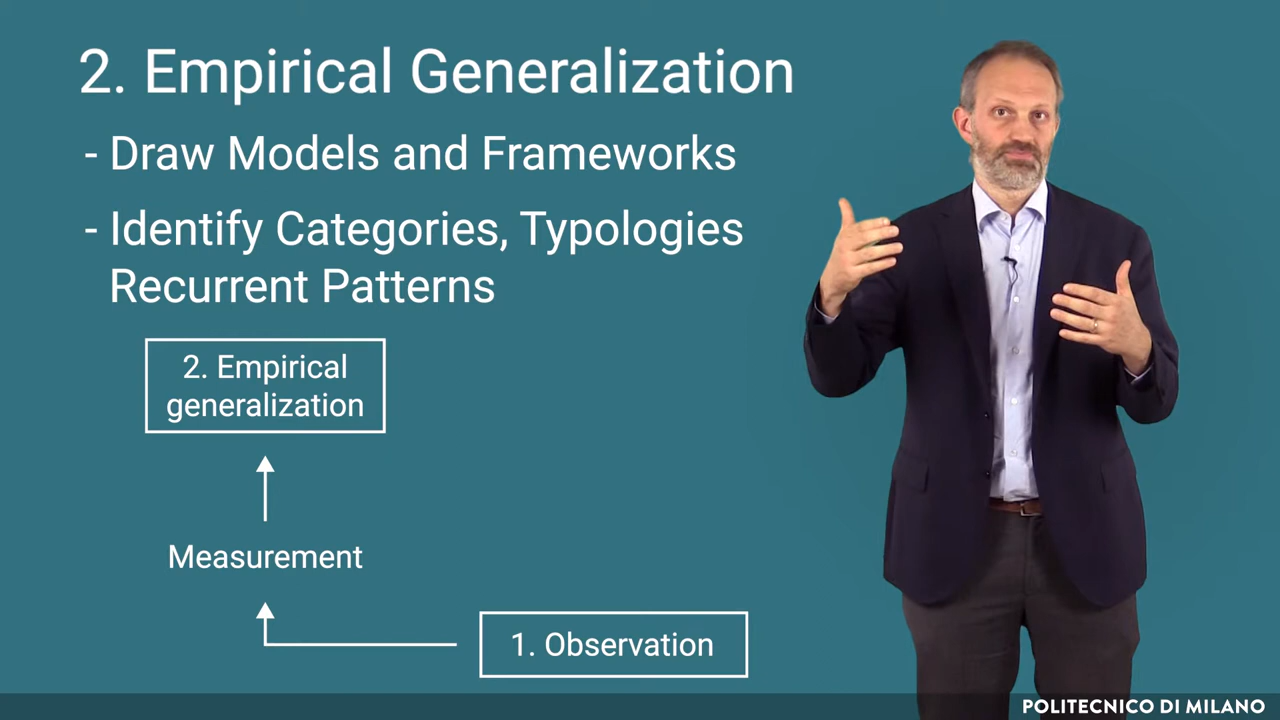 2. Empirical Generalization
- Draw Models and Frameworks
- Identify Categories, Typologies
Recurrent Patterns
2. Empirical
generalization
Measurement
1. Observation
POLITECNICO DI MILANO